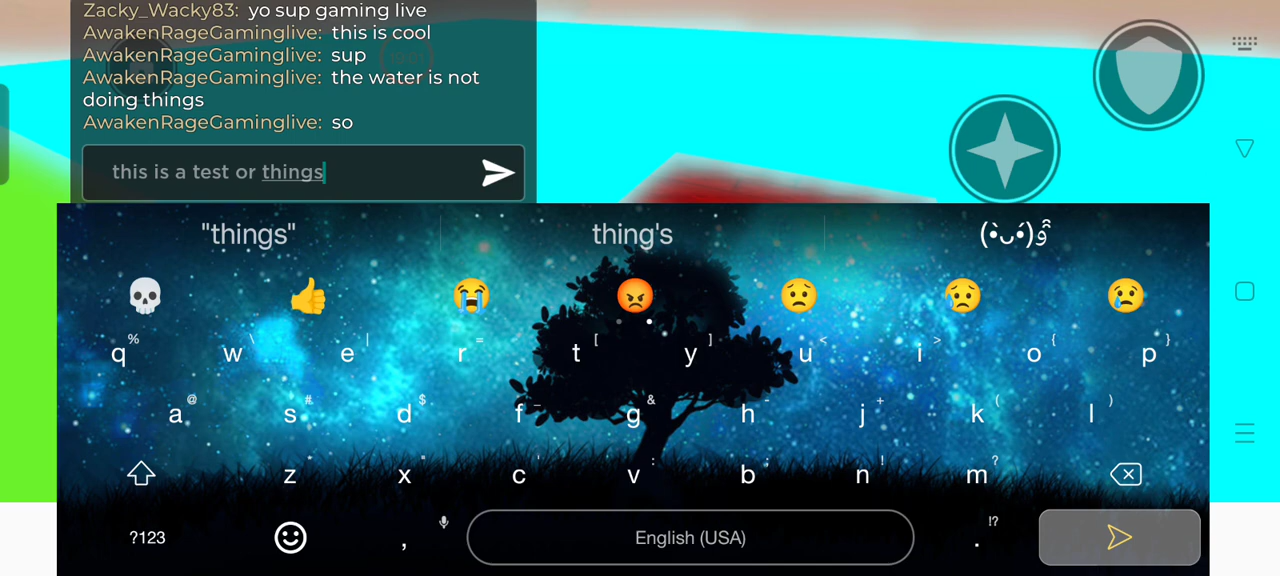 Zacky_Wacky83: yo sup gaming live
AwakenRageGaminglive: this is cool
AwakenRageGaminglive: sup
AwakenRageGaminglive: the water is not
doing things
AwakenRageGaminglive: so
this is a test or things
"things" thing's (•̀ᴗ•́)و
% \ | = [ ] < > { }
q w e r t y u i o p
@ # $ _ & - + ( )
a s d f g h j k l
* " ' : ; ! ?
z x c v b n m
?123 , English (USA) . !?